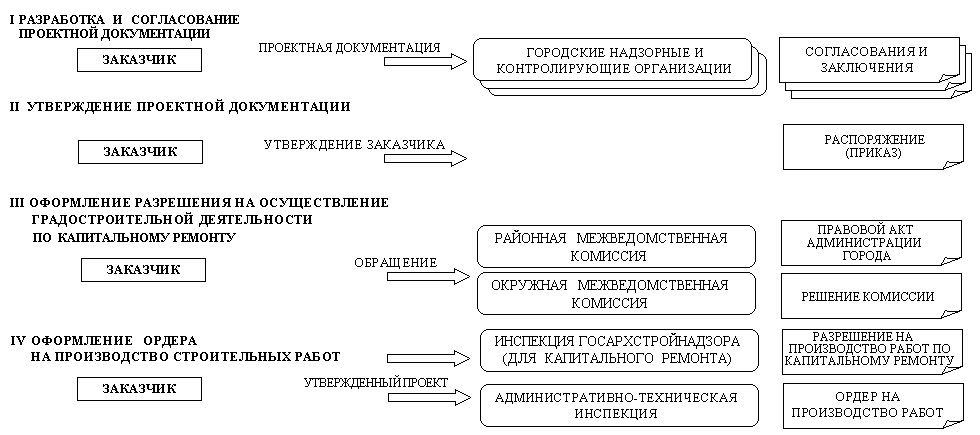 I РАЗРАБОТКА И СОГЛАСОВАНИЕ
ПРОЕКТНОЙ ДОКУМЕНТАЦИИ
ЗАКАЗЧИК
ПРОЕКТНАЯ ДОКУМЕНТАЦИЯ
ГОРОДСКИЕ НАДЗОРНЫЕ И
КОНТРОЛИРУЮЩИЕ ОРГАНИЗАЦИИ
СОГЛАСОВАНИЯ И
ЗАКЛЮЧЕНИЯ
II УТВЕРЖДЕНИЕ ПРОЕКТНОЙ ДОКУМЕНТАЦИИ
ЗАКАЗЧИК
УТВЕРЖДЕНИЕ ЗАКАЗЧИКА
РАСПОРЯЖЕНИЕ
(ПРИКАЗ)
III ОФОРМЛЕНИЕ РАЗРЕШЕНИЯ НА ОСУЩЕСТВЛЕНИЕ
ГРАДОСТРОИТЕЛЬНОЙ ДЕЯТЕЛЬНОСТИ
ПО КАПИТАЛЬНОМУ РЕМОНТУ
ЗАКАЗЧИК
ОБРАЩЕНИЕ
РАЙОННАЯ МЕЖВЕДОМСТВЕННАЯ
КОМИССИЯ
ПРАВОВОЙ АКТ
АДМИНИСТРАЦИИ
ГОРОДА
ОКРУЖНАЯ МЕЖВЕДОМСТВЕННАЯ
КОМИССИЯ
РЕШЕНИЕ КОМИССИИ
IV ОФОРМЛЕНИЕ ОРДЕРА
НА ПРОИЗВОДСТВО СТРОИТЕЛЬНЫХ РАБОТ
ЗАКАЗЧИК
ИНСПЕКЦИЯ ГОСАРХСТРОЙНАДЗОРА
(ДЛЯ КАПИТАЛЬНОГО РЕМОНТА)
РАЗРЕШЕНИЕ НА
ПРОИЗВОДСТВО РАБОТ ПО
КАПИТАЛЬНОМУ РЕМОНТУ
УТВЕРЖДЕННЫЙ ПРОЕКТ
АДМИНИСТРАТИВНО-ТЕХНИЧЕСКАЯ
ИНСПЕКЦИЯ
ОРДЕР НА
ПРОИЗВОДСТВО РАБОТ